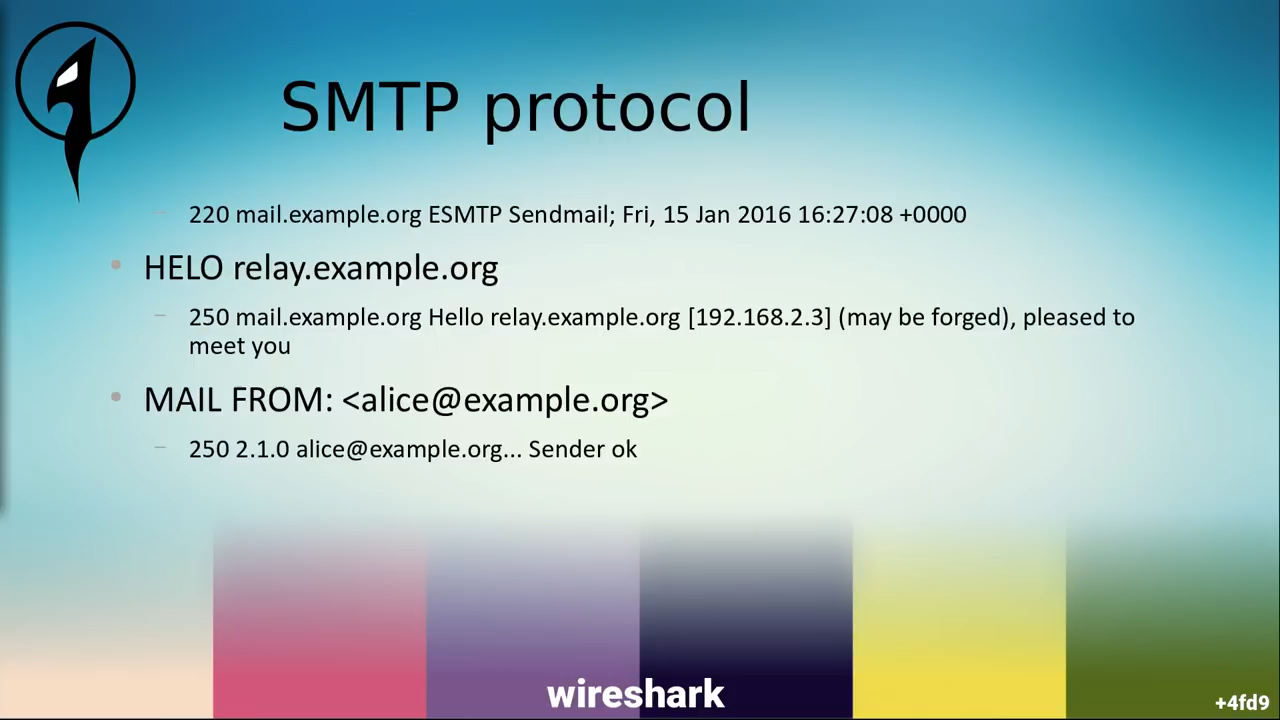 SMTP protocol
– 220 mail.example.org ESMTP Sendmail; Fri, 15 Jan 2016 16:27:08 +0000
• HELO relay.example.org
– 250 mail.example.org Hello relay.example.org [192.168.2.3] (may be forged), pleased to
meet you
• MAIL FROM: <alice@example.org>
– 250 2.1.0 alice@example.org... Sender ok
wireshark
+4fd9